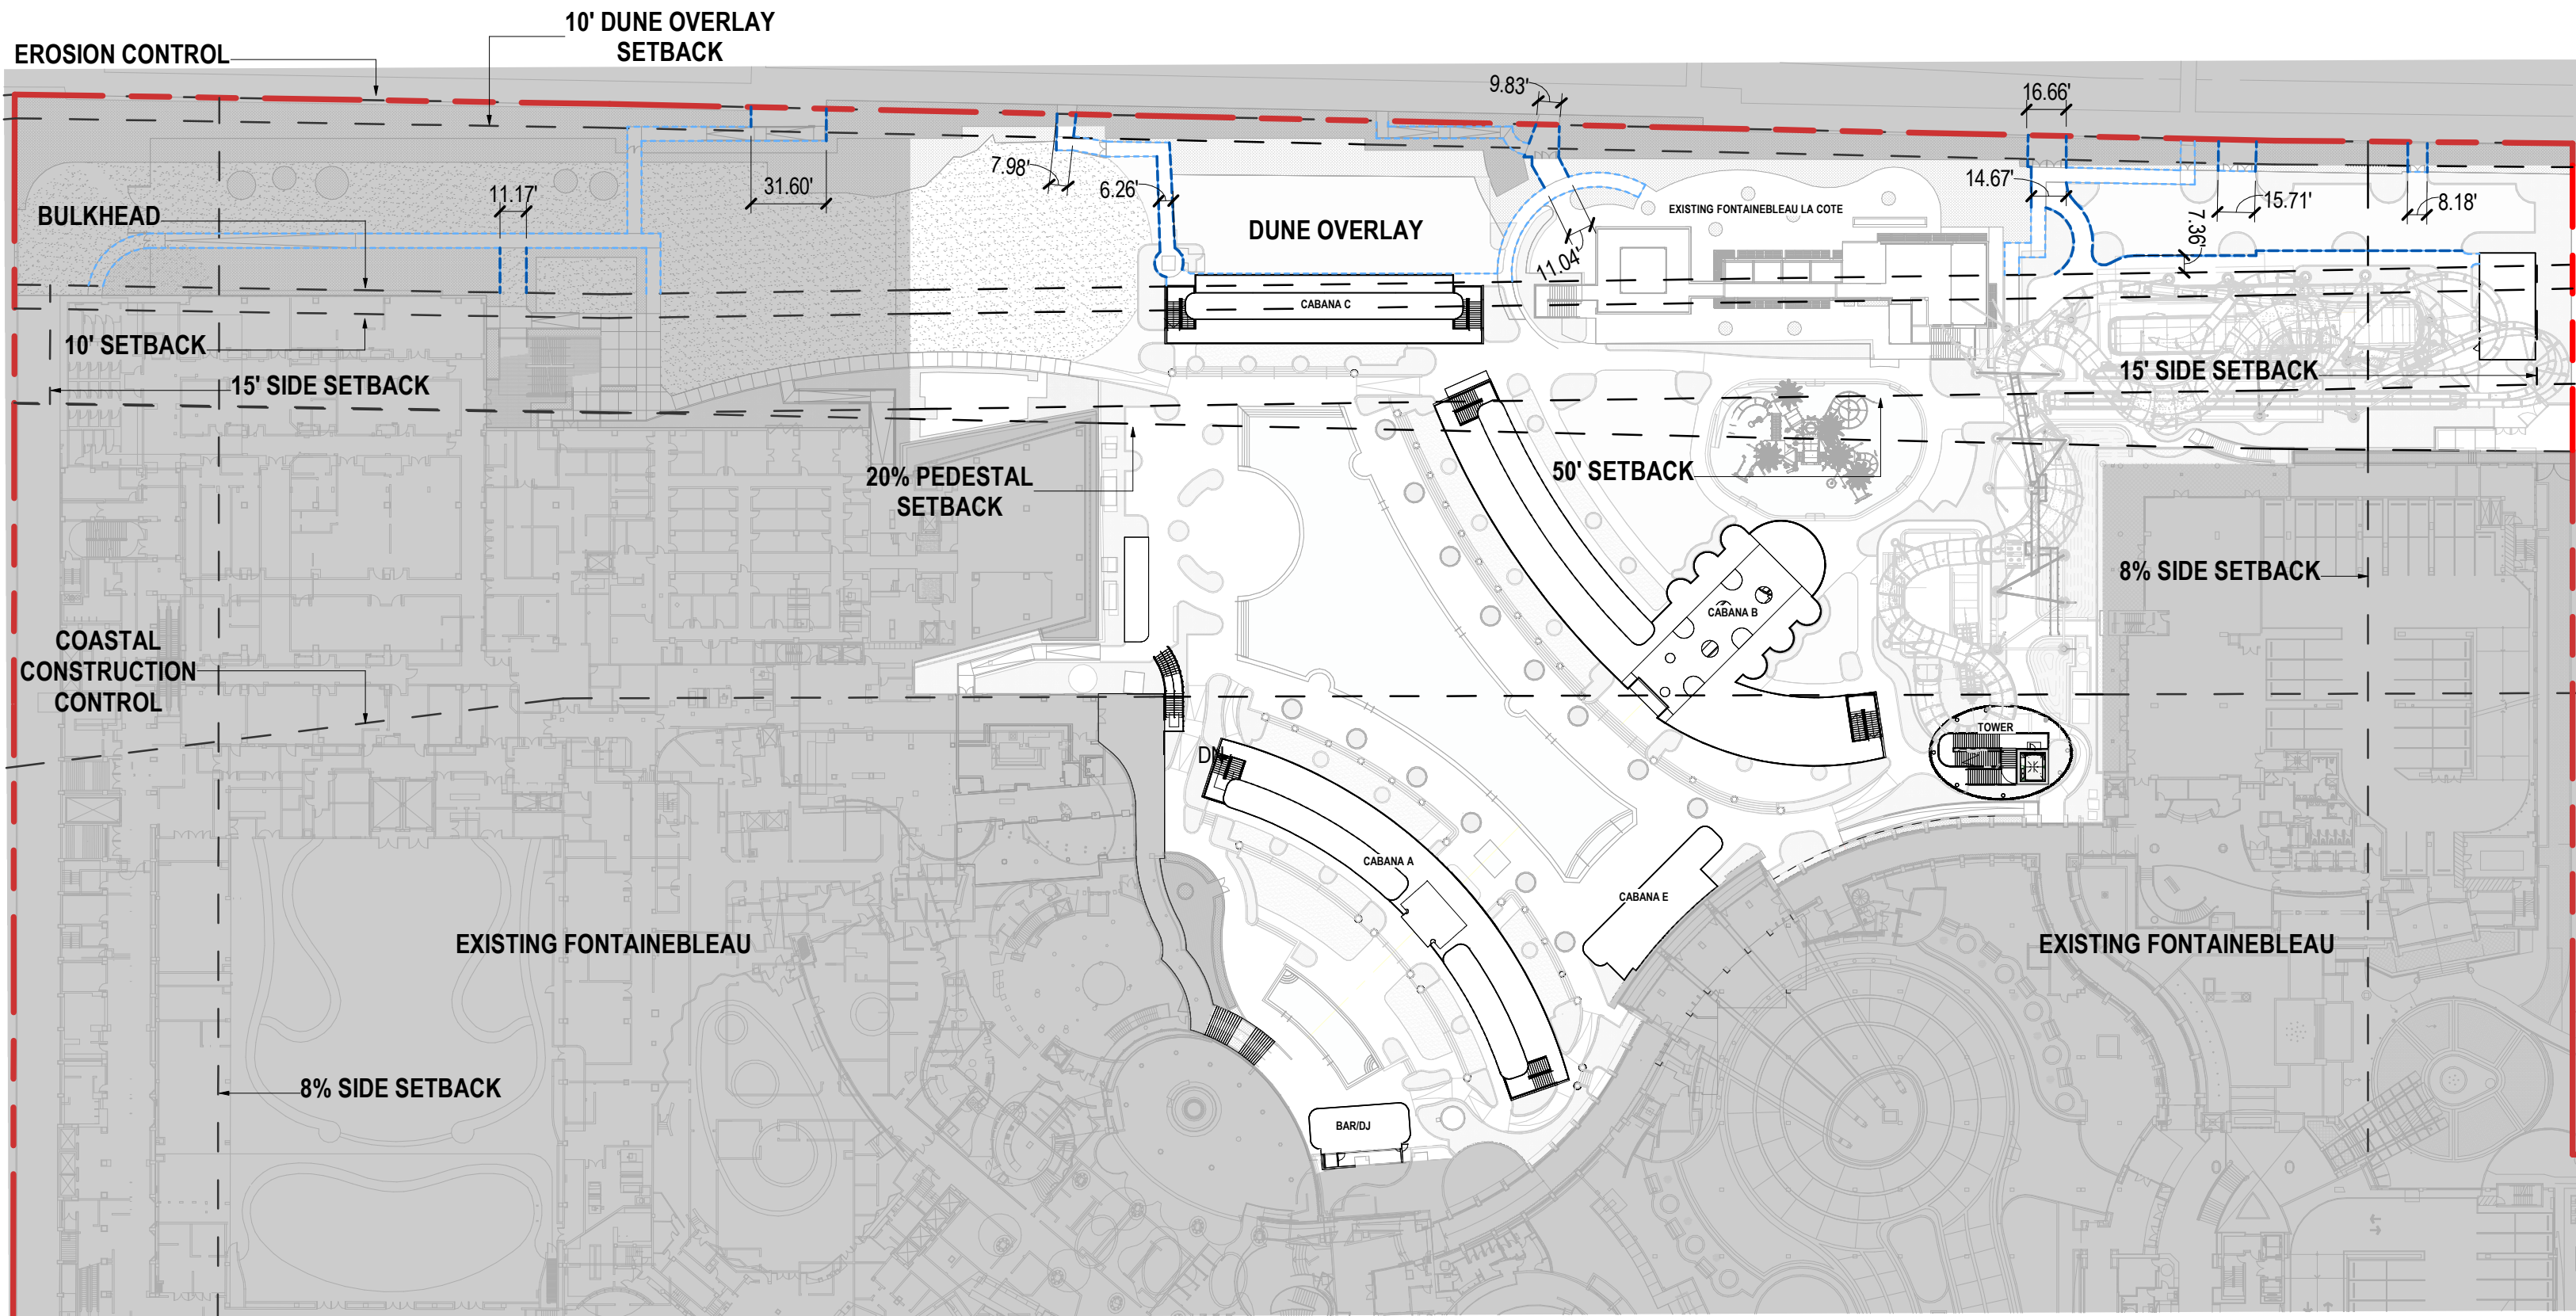 10' DUNE OVERLAY
SETBACK
EROSION CONTROL
9.83'
16.66'
7.98'
6.26'
31.60'
11.17'
BULKHEAD
DUNE OVERLAY
EXISTING FONTAINEBLEAU LA COTE
11.04'
14.67'
15.71'
8.18'
7.36'
CABANA C
10' SETBACK
15' SIDE SETBACK
15' SIDE SETBACK
20% PEDESTAL
SETBACK
50' SETBACK
8% SIDE SETBACK
CABANA B
COASTAL
CONSTRUCTION
CONTROL
TOWER
DN
CABANA A
CABANA E
EXISTING FONTAINEBLEAU
EXISTING FONTAINEBLEAU
8% SIDE SETBACK
BAR/DJ